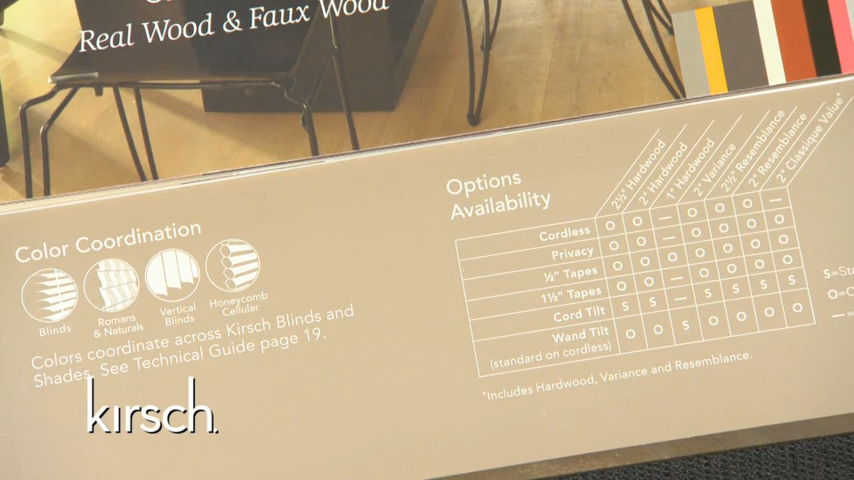 Real Wood & Faux Wood
Color Coordination
Blinds
Romans
& Naturals
Vertical
Blinds
Honeycomb
Cellular
Colors coordinate across Kirsch Blinds and
Shades. See Technical Guide page 19.
kirsch.
Options
Availability
2½" Hardwood
2" Hardwood
1" Hardwood
2" Variance
2½" Resemblance
2" Resemblance
2" Classique Value*
Cordless O O — O O O —
Privacy O O — O O O O
½" Tapes O O O O O O O
1½" Tapes O O — O O O O
Cord Tilt S S — S S S S
Wand Tilt O O S O O O O
(standard on cordless)
*Includes Hardwood, Variance and Resemblance.
S=
O=
—=